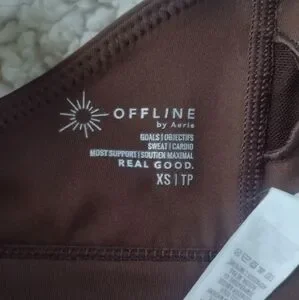 OFFLINE
by Aerie
GOALS | OBJECTIFS
SWEAT | CARDIO
MOST SUPPORT | SOUTIEN MAXIMAL
REAL GOOD.
XS | TP